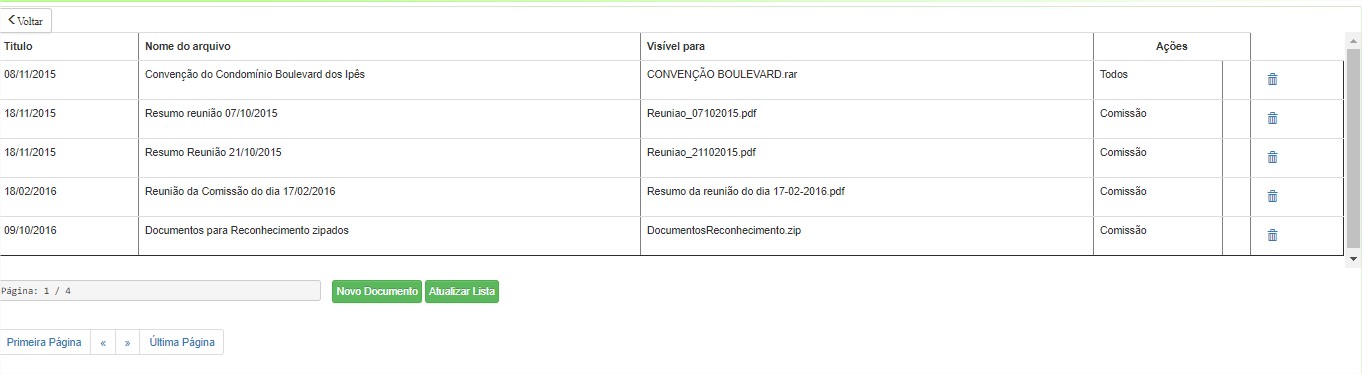 Voltar
Titulo Nome do arquivo Visível para Ações
08/11/2015 Convenção do Condomínio Boulevard dos Ipês CONVENÇÃO BOULEVARD.rar Todos
18/11/2015 Resumo reunião 07/10/2015 Reuniao_07102015.pdf Comissão
18/11/2015 Resumo Reunião 21/10/2015 Reuniao_21102015.pdf Comissão
18/02/2016 Reunião da Comissão do dia 17/02/2016 Resumo da reunião do dia 17-02-2016.pdf Comissão
09/10/2016 Documentos para Reconhecimento zipados DocumentosReconhecimento.zip Comissão
Página: 1 / 4 Novo Documento Atualizar Lista
Primeira Página « » Última Página